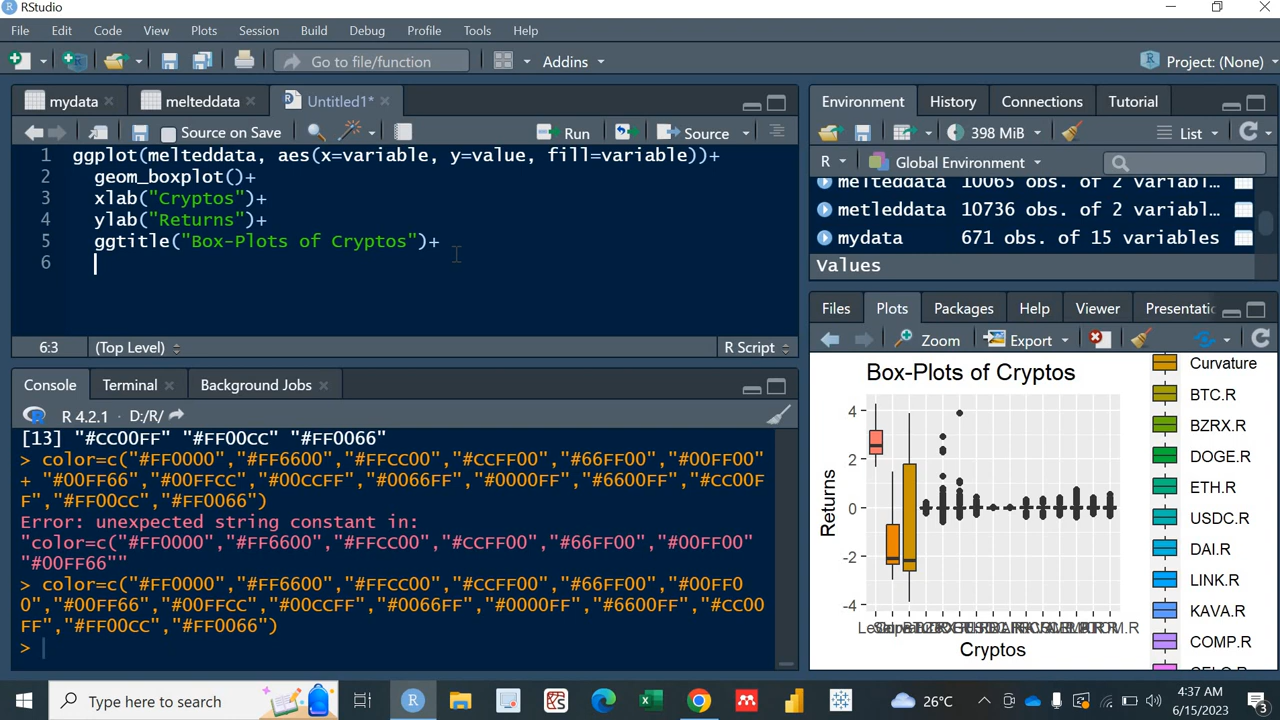 RStudio
File Edit Code View Plots Session Build Debug Profile Tools Help
Go to file/function Addins Project: (None)
mydata melteddata Untitled1*
Source on Save Run Source
1 ggplot(melteddata, aes(x=variable, y=value, fill=variable))+
2 geom_boxplot()+
3 xlab("Cryptos")+
4 ylab("Returns")+
5 ggtitle("Box-Plots of Cryptos")+
6
6:3 (Top Level) R Script
Console Terminal Background Jobs
R 4.2.1 · D:/R/
[13] "#CC00FF" "#FF00CC" "#FF0066"
> color=c("#FF0000","#FF6600","#FFCC00","#CCFF00","#66FF00","#00FF00"
+ "#00FF66","#00FFCC","#00CCFF","#0066FF","#0000FF","#6600FF","#CC00F
F","#FF00CC","#FF0066")
Error: unexpected string constant in:
"color=c("#FF0000","#FF6600","#FFCC00","#CCFF00","#66FF00","#00FF00"
"#00FF66""
> color=c("#FF0000","#FF6600","#FFCC00","#CCFF00","#66FF00","#00FF0
0","#00FF66","#00FFCC","#00CCFF","#0066FF","#0000FF","#6600FF","#CC00
FF","#FF00CC","#FF0066")
>
Environment History Connections Tutorial
398 MiB List
R Global Environment
melteddata 10065 obs. of 2 variabl…
metleddata 10736 obs. of 2 variabl…
mydata 671 obs. of 15 variables
Values
Files Plots Packages Help Viewer Presentatio
Zoom Export
Box-Plots of Cryptos
4
2
0
-2
-4
Returns
Cryptos
Curvature
BTC.R
BZRX.R
DOGE.R
ETH.R
USDC.R
DAI.R
LINK.R
KAVA.R
COMP.R
Type here to search
26°C
4:37 AM
6/15/2023
3